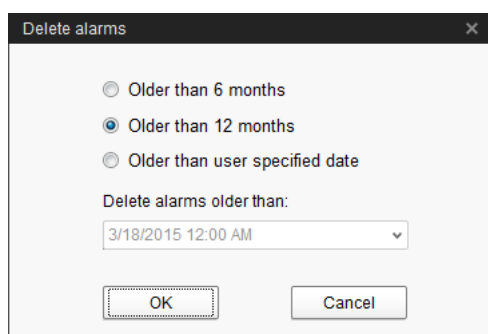 Delete alarms
Older than 6 months
Older than 12 months
Older than user specified date
Delete alarms older than:
3/18/2015 12:00 AM
OK
Cancel